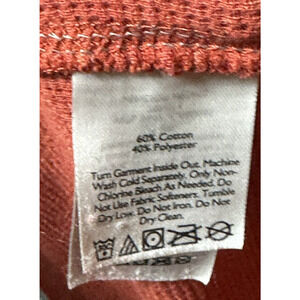 60% Cotton
40% Polyester
Turn Garment Inside Out. Machine
Wash Cold Separately. Only Non-
Chlorine Bleach As Needed. Do
Not Use Fabric Softeners. Tumble
Dry Low. Do Not Iron. Do Not
Dry Clean.